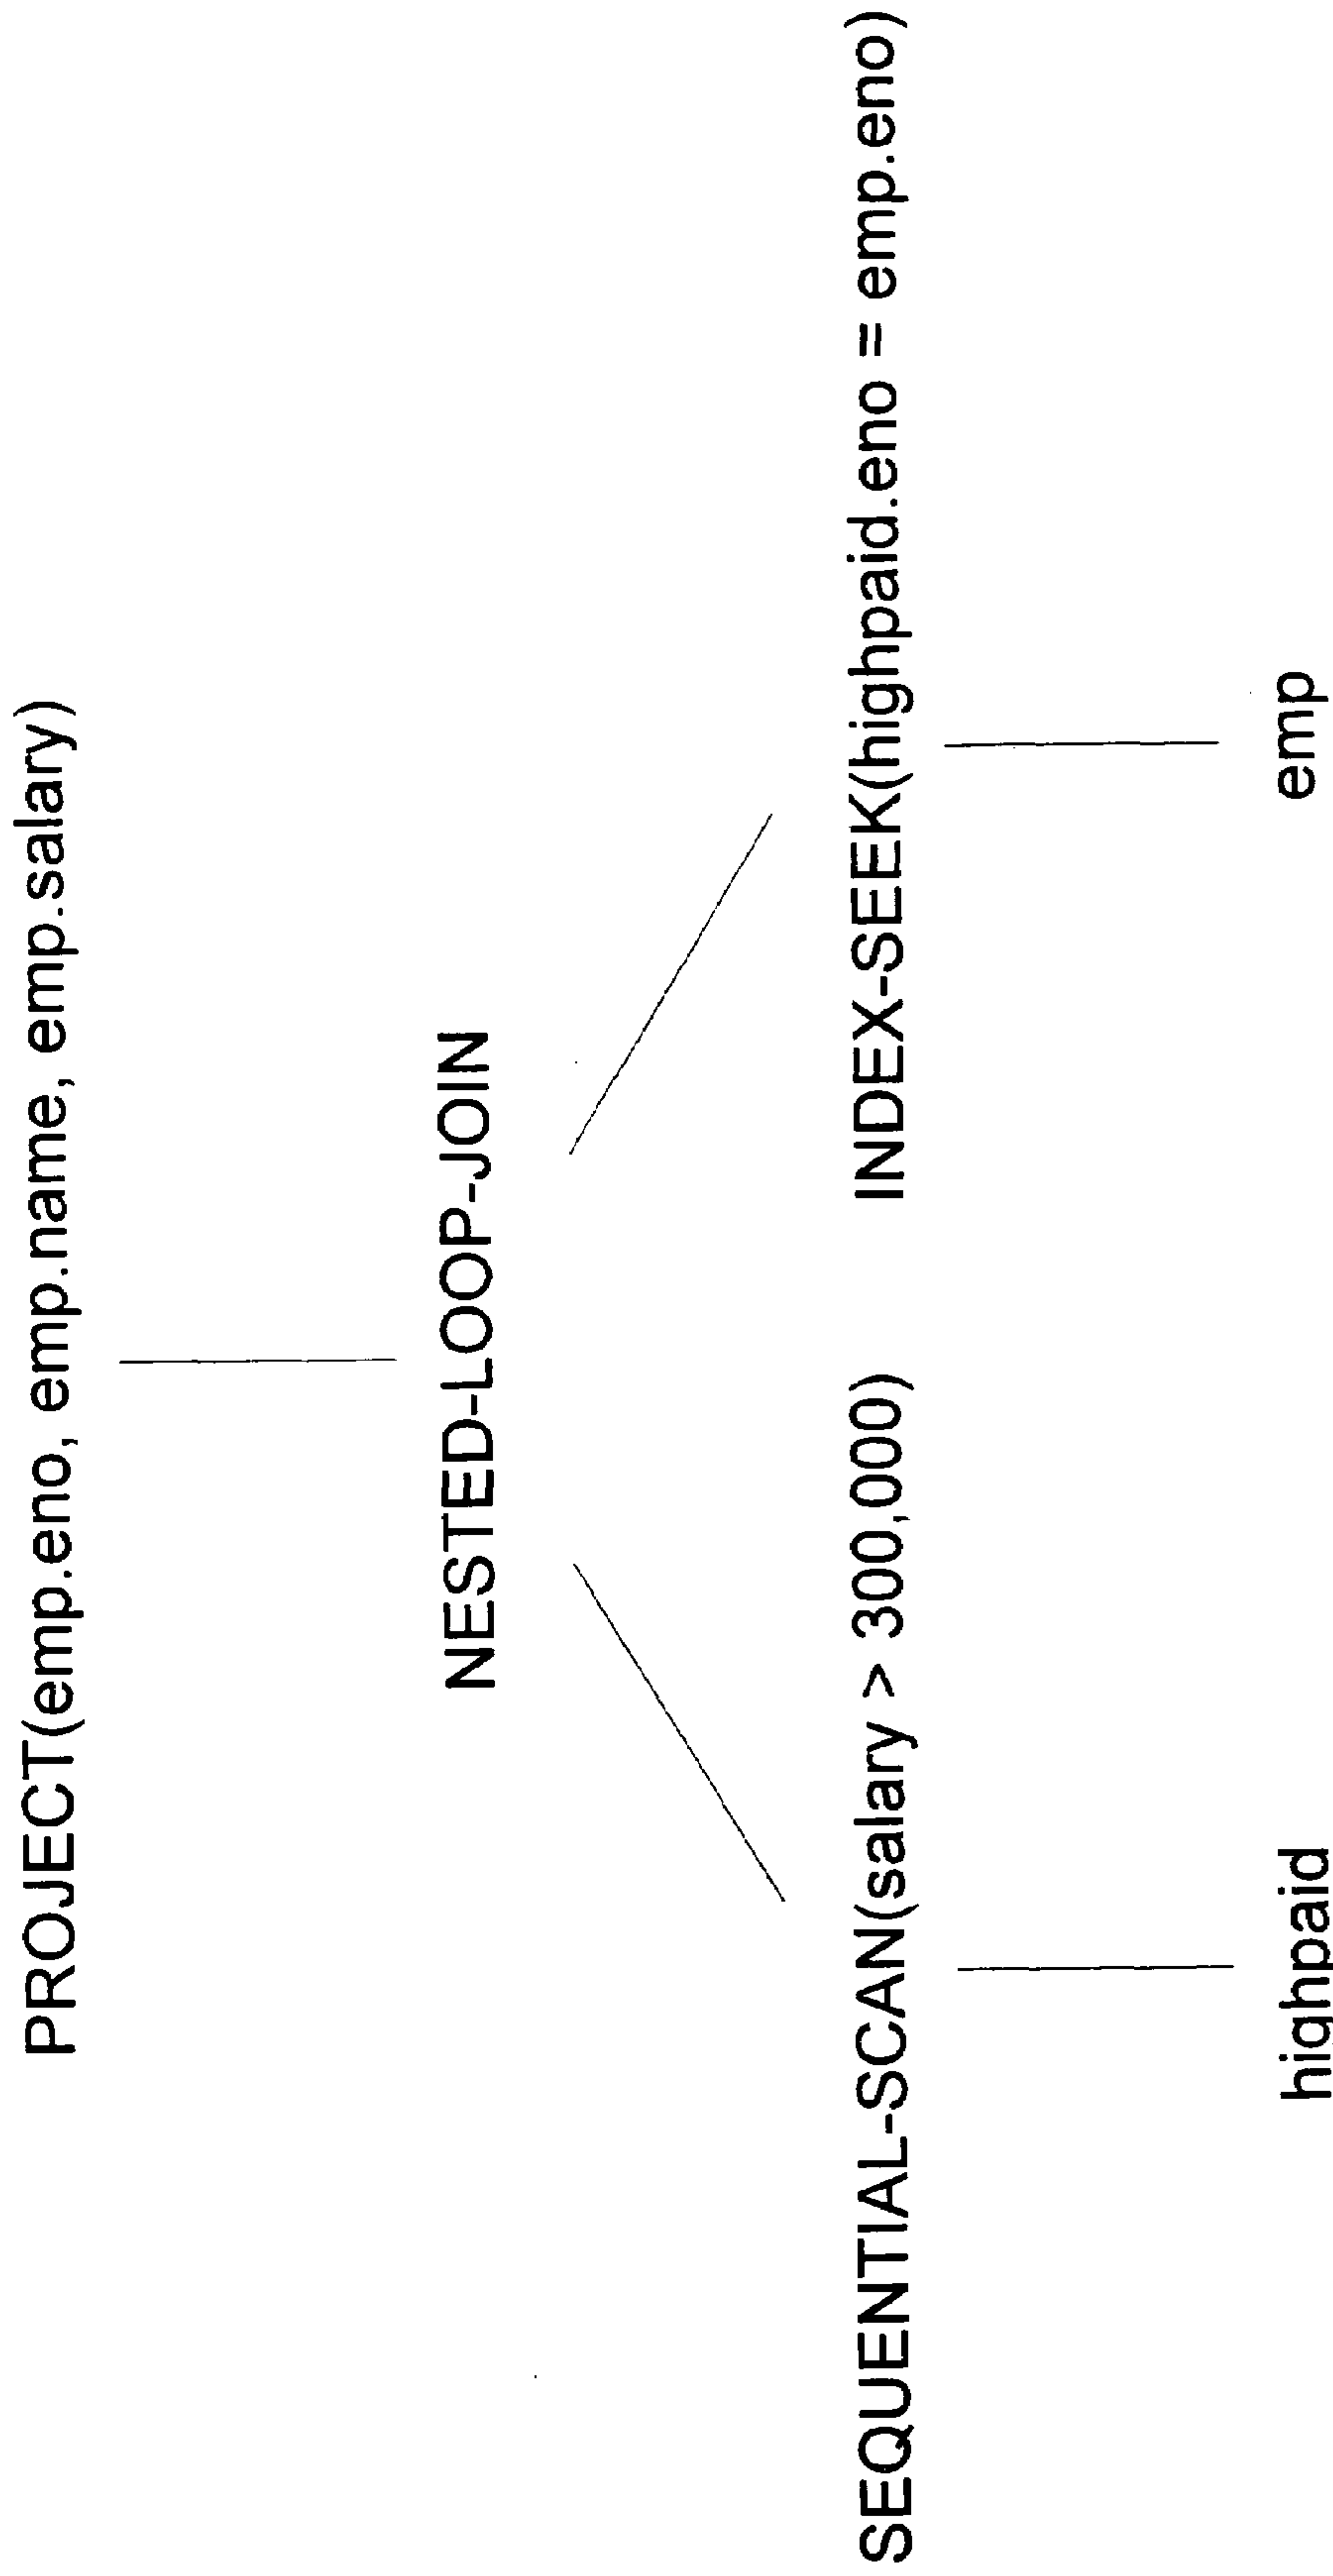 PROJECT(emp.eno, emp.name, emp.salary)
NESTED-LOOP-JOIN
SEQUENTIAL-SCAN(salary > 300,000)
INDEX-SEEK(highpaid.eno = emp.eno)
highpaid
emp